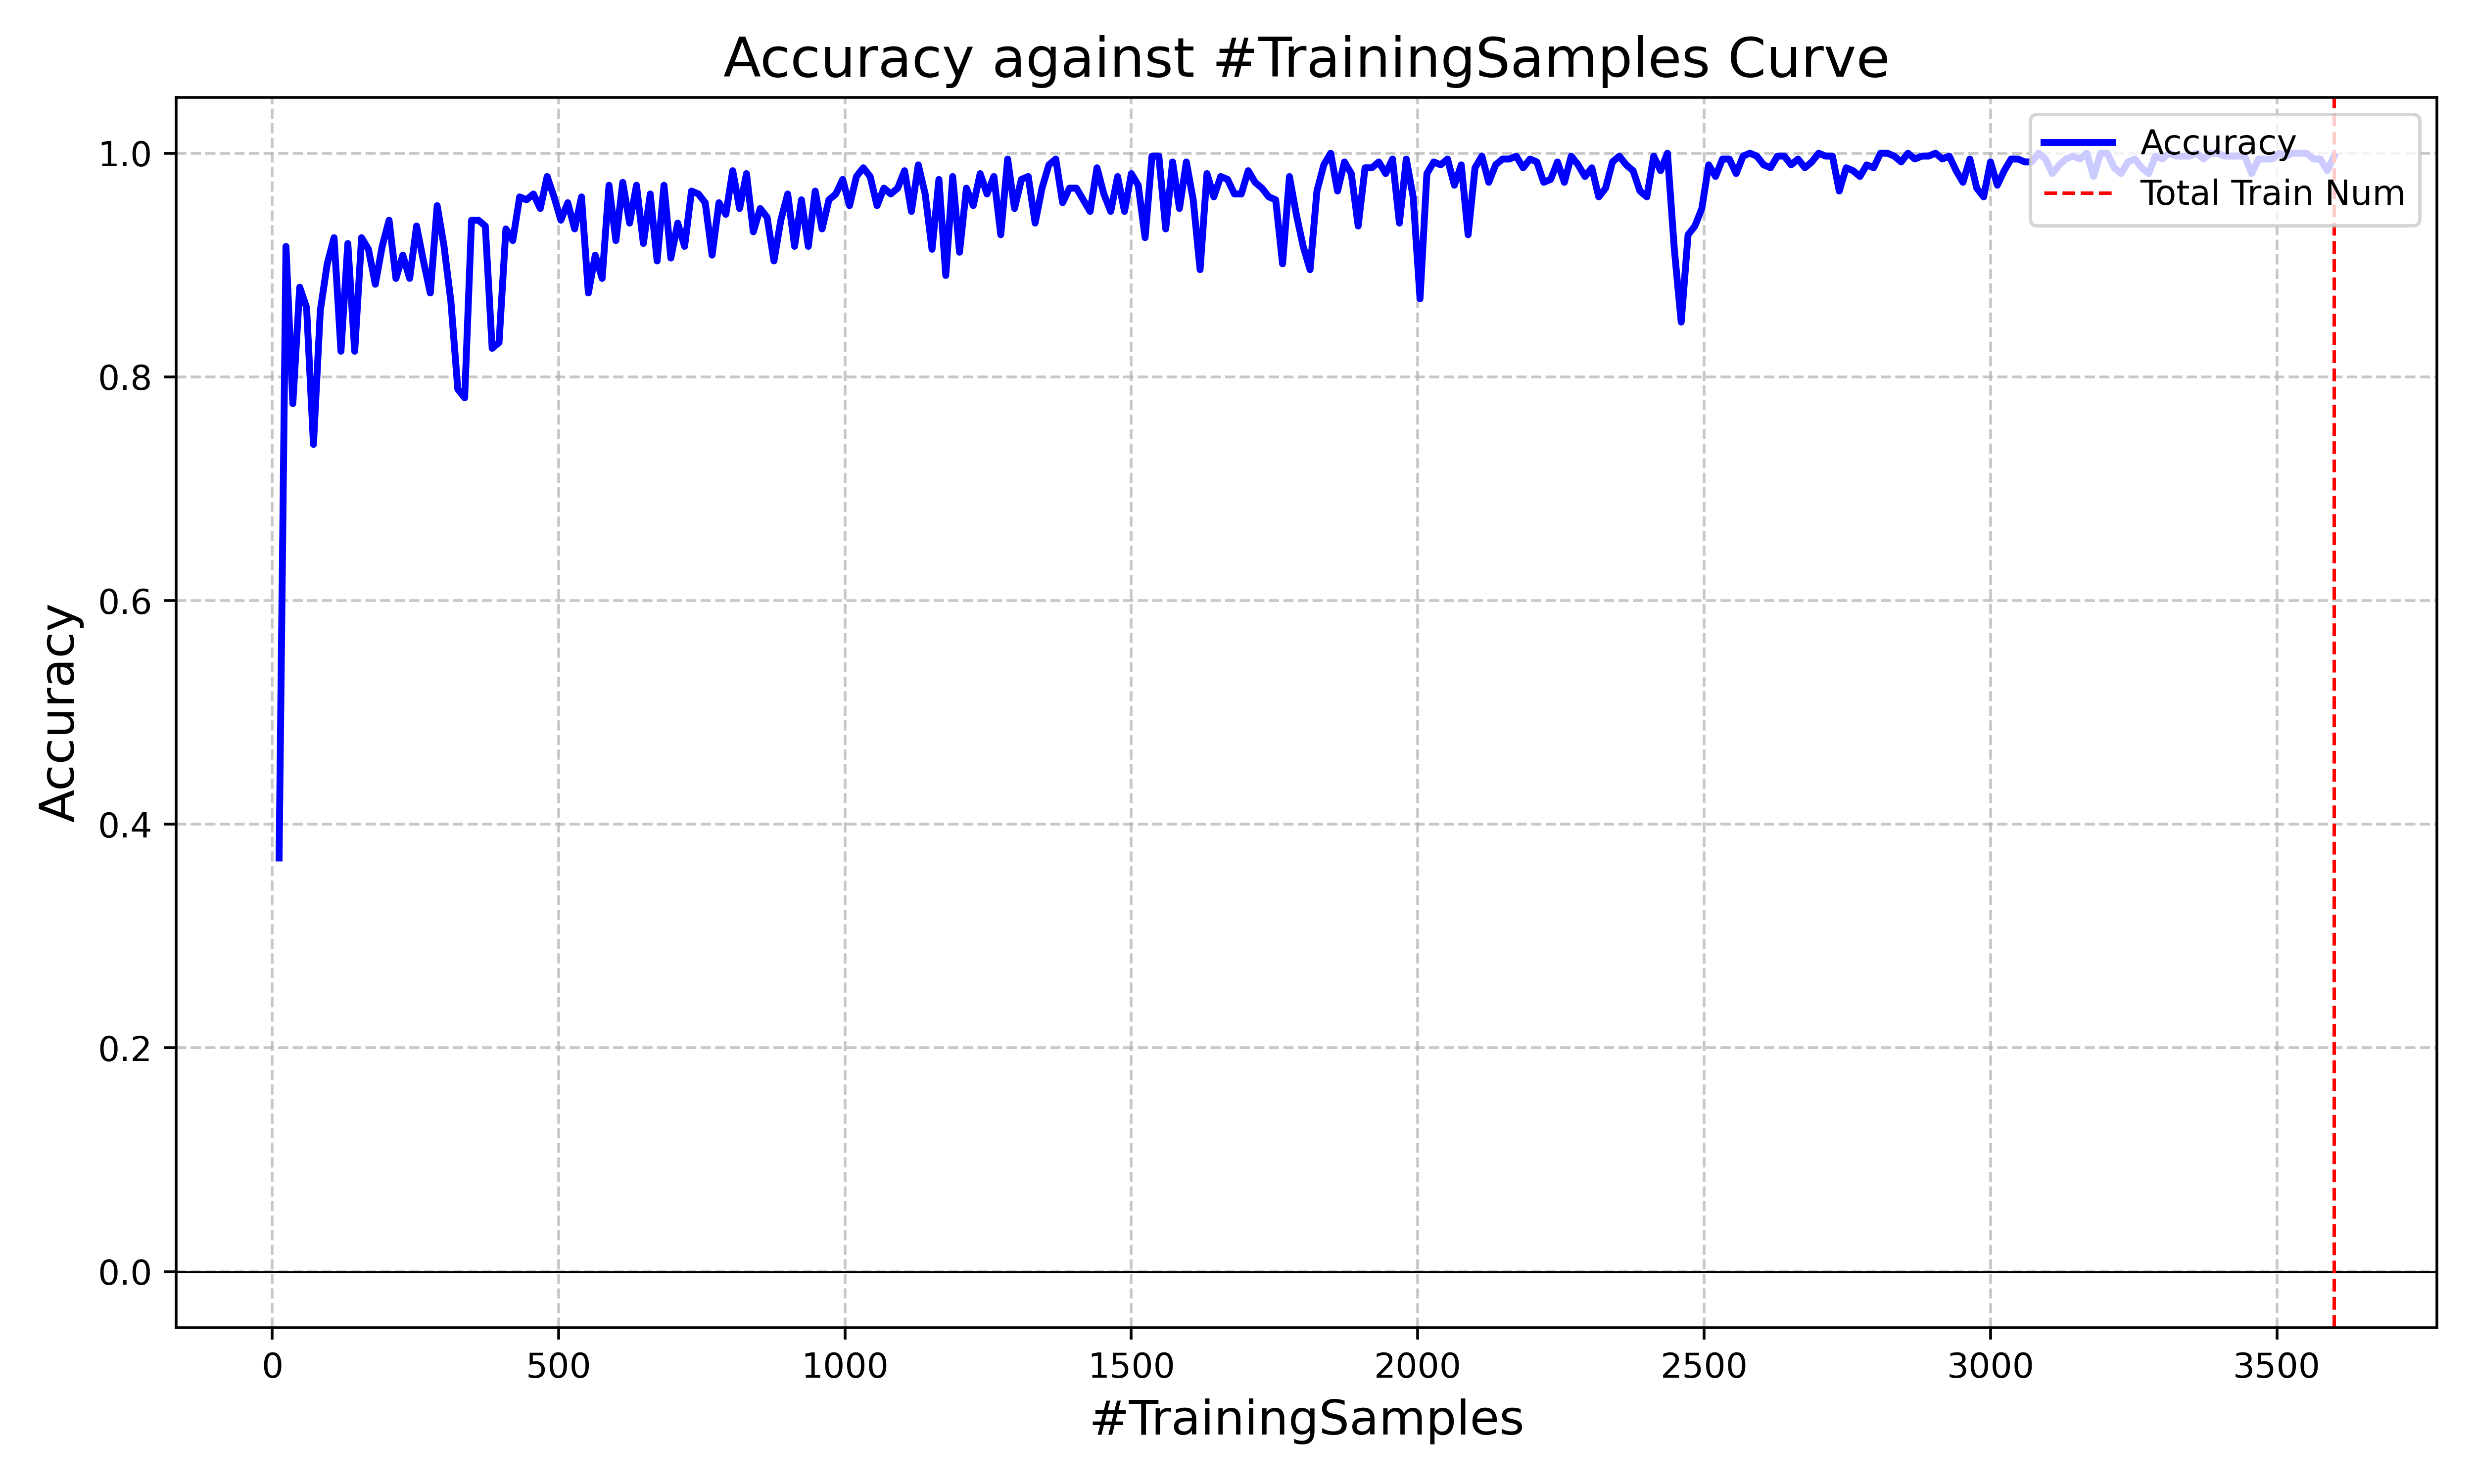 Accuracy against #TrainingSamples Curve
Accuracy
Total Train Num
1.0
0.8
0.6
0.4
0.2
0.0
Accuracy
0
500
1000
1500
2000
2500
3000
3500
#TrainingSamples